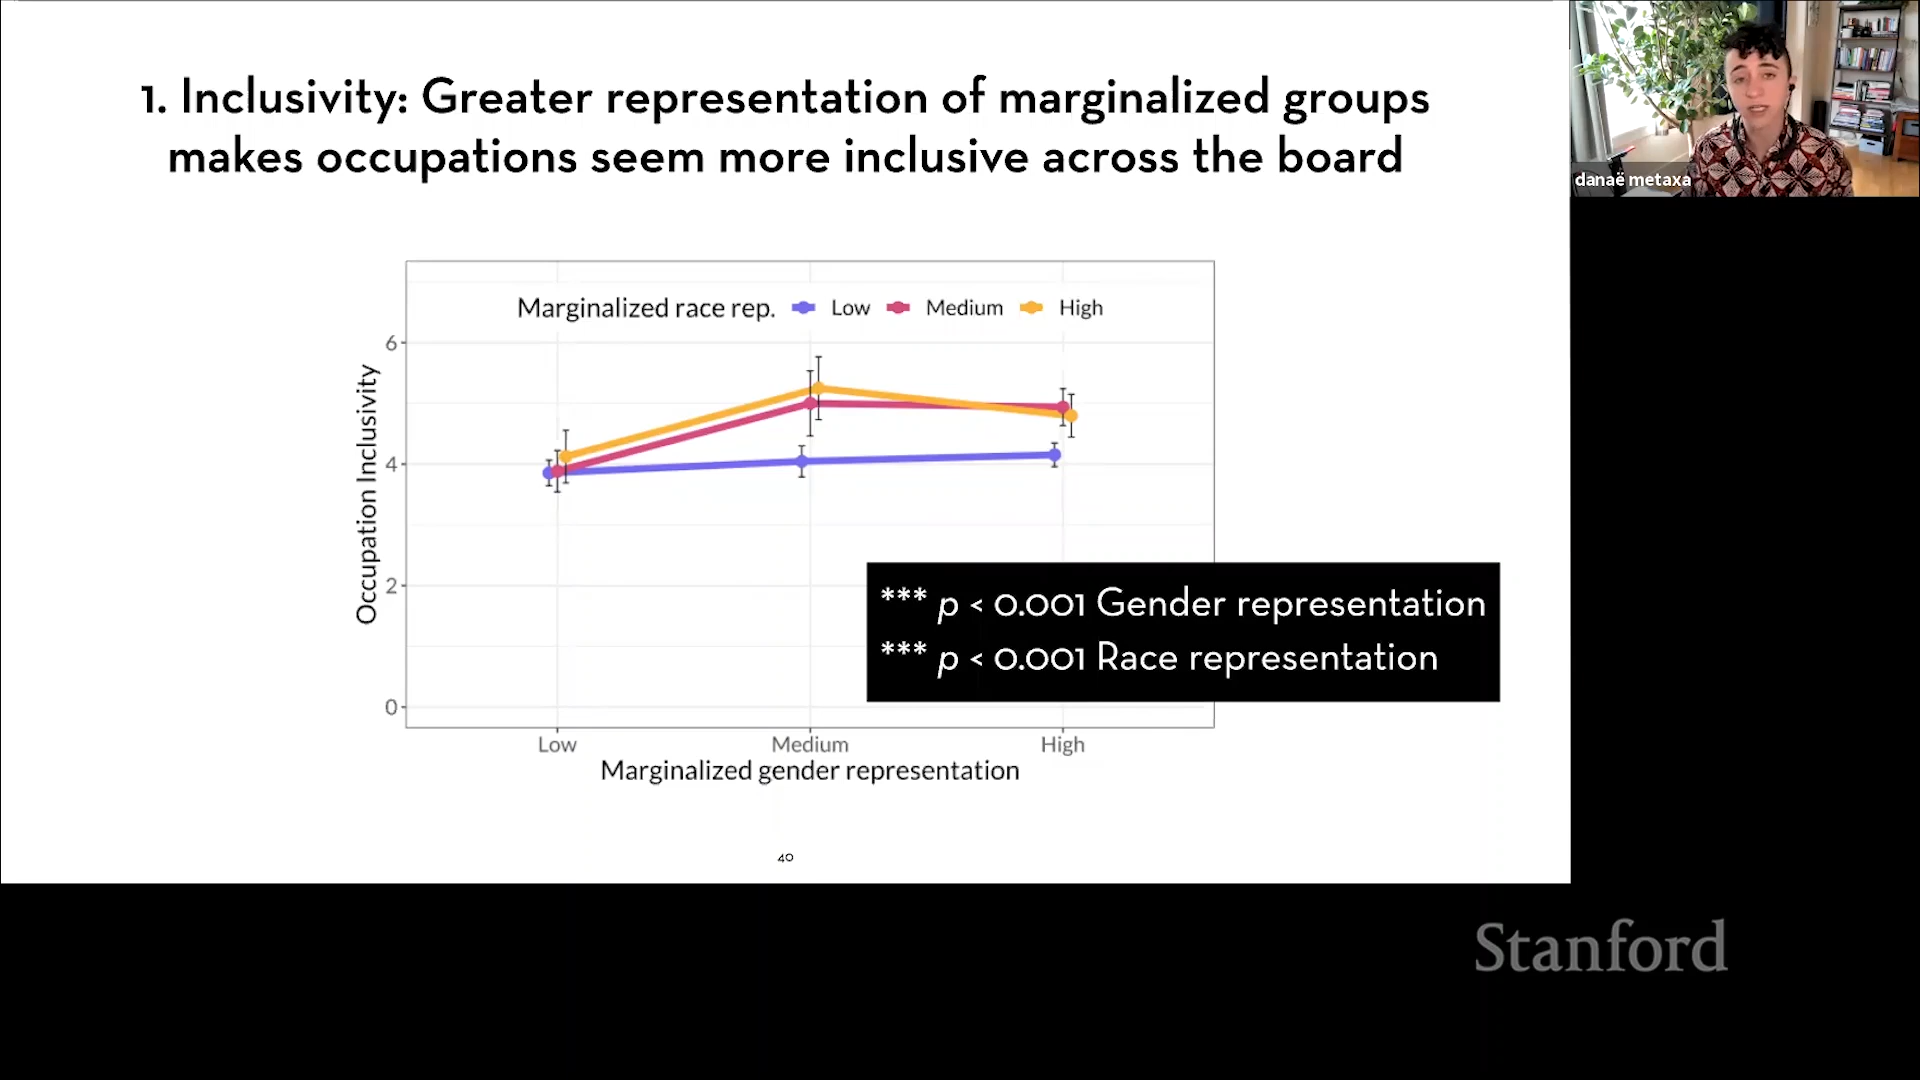 1. Inclusivity: Greater representation of marginalized groups
makes occupations seem more inclusive across the board
danaë metaxa
Marginalized race rep. Low Medium High
6
4
2
0
Occupation Inclusivity
*** p < 0.001 Gender representation
*** p < 0.001 Race representation
Low Medium High
Marginalized gender representation
40
Stanford